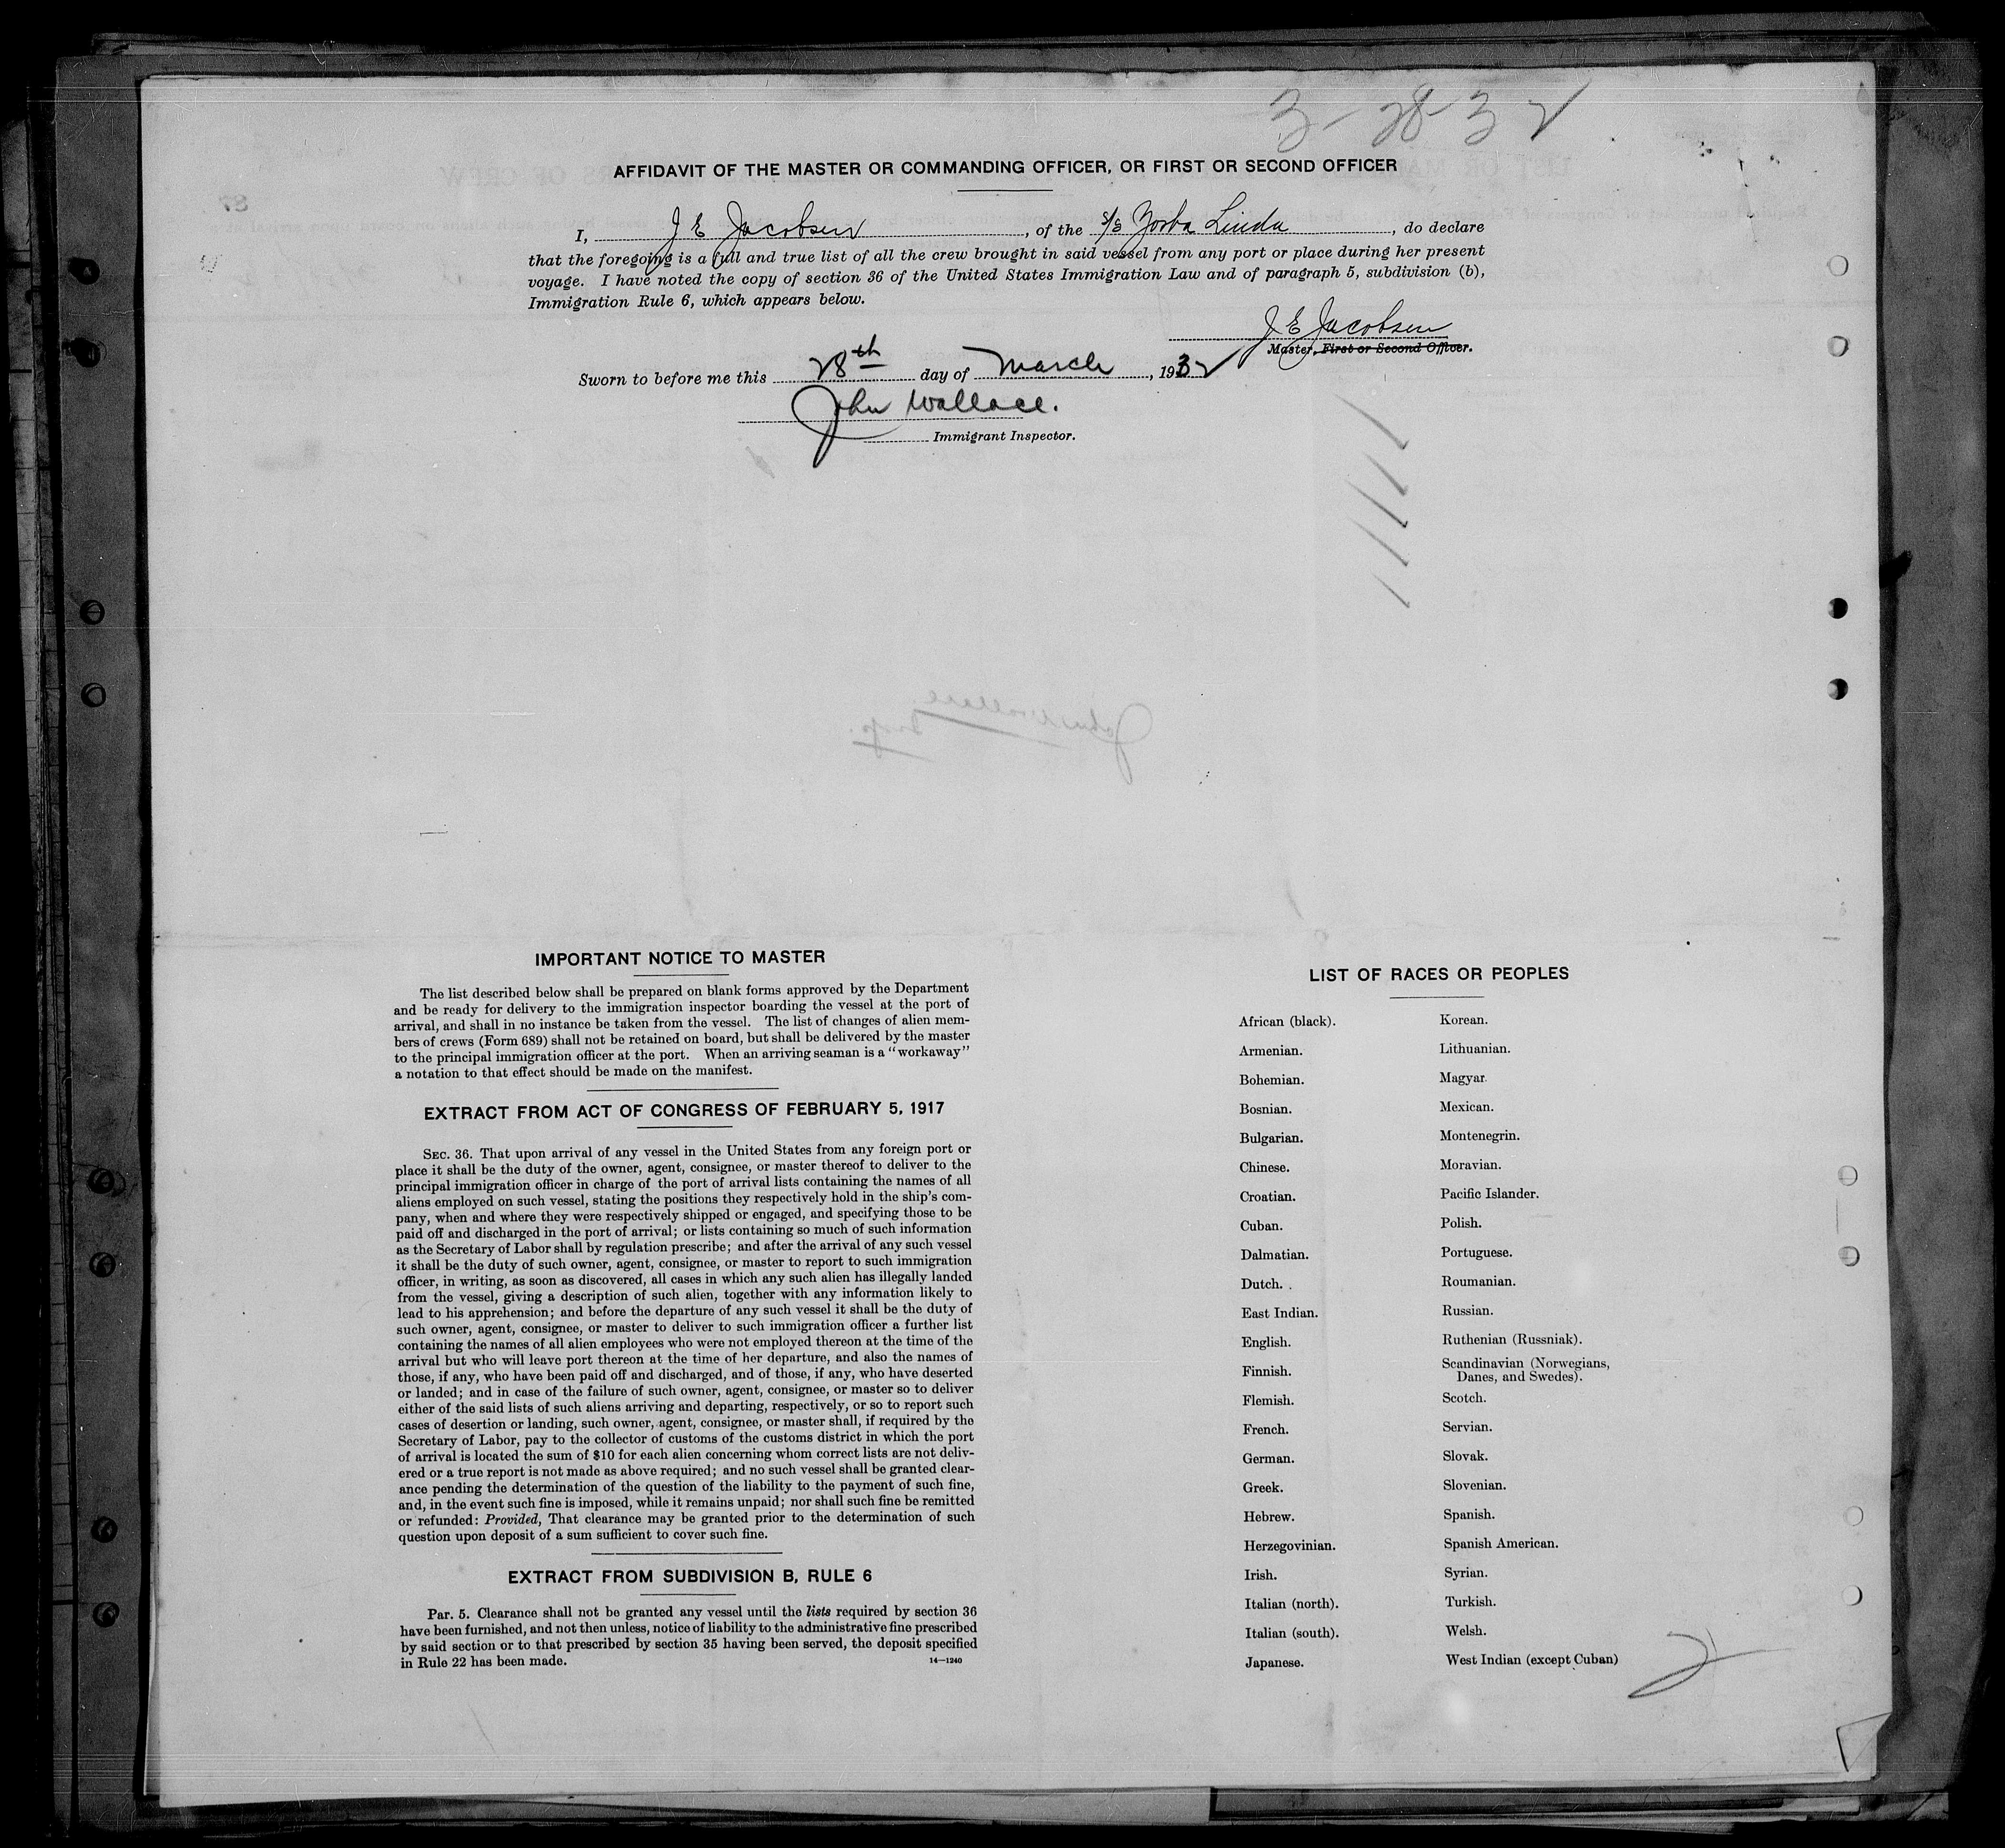 3-28-32
AFFIDAVIT OF THE MASTER OR COMMANDING OFFICER, OR FIRST OR SECOND OFFICER
I, J E Jacobsen, of the S/S Yorba Linda, do declare
that the foregoing is a full and true list of all the crew brought in said vessel from any port or place during her present
voyage. I have noted the copy of section 36 of the United States Immigration Law and of paragraph 5, subdivision (b),
Immigration Rule 6, which appears below.
J E Jacobsen
Master, First or Second Officer.
Sworn to before me this 28th day of March, 1932
John Wallace.
Immigrant Inspector.
John Wallace
Insp.
IMPORTANT NOTICE TO MASTER
The list described below shall be prepared on blank forms approved by the Department
and be ready for delivery to the immigration inspector boarding the vessel at the port of
arrival, and shall in no instance be taken from the vessel. The list of changes of alien mem-
bers of crews (Form 689) shall not be retained on board, but shall be delivered by the master
to the principal immigration officer at the port. When an arriving seaman is a "workaway"
a notation to that effect should be made on the manifest.
EXTRACT FROM ACT OF CONGRESS OF FEBRUARY 5, 1917
SEC. 36. That upon arrival of any vessel in the United States from any foreign port or
place it shall be the duty of the owner, agent, consignee, or master thereof to deliver to the
principal immigration officer in charge of the port of arrival lists containing the names of all
aliens employed on such vessel, stating the positions they respectively hold in the ship's com-
pany, when and where they were respectively shipped or engaged, and specifying those to be
paid off and discharged in the port of arrival; or lists containing so much of such information
as the Secretary of Labor shall by regulation prescribe; and after the arrival of any such vessel
it shall be the duty of such owner, agent, consignee, or master to report to such immigration
officer, in writing, as soon as discovered, all cases in which any such alien has illegally landed
from the vessel, giving a description of such alien, together with any information likely to
lead to his apprehension; and before the departure of any such vessel it shall be the duty of
such owner, agent, consignee, or master to deliver to such immigration officer a further list
containing the names of all alien employees who were not employed thereon at the time of the
arrival but who will leave port thereon at the time of her departure, and also the names of
those, if any, who have been paid off and discharged, and of those, if any, who have deserted
or landed; and in case of the failure of such owner, agent, consignee, or master so to deliver
either of the said lists of such aliens arriving and departing, respectively, or so to report such
cases of desertion or landing, such owner, agent, consignee, or master shall, if required by the
Secretary of Labor, pay to the collector of customs of the customs district in which the port
of arrival is located the sum of $10 for each alien concerning whom correct lists are not deliv-
ered or a true report is not made as above required; and no such vessel shall be granted clear-
ance pending the determination of the question of the liability to the payment of such fine,
and, in the event such fine is imposed, while it remains unpaid; nor shall such fine be remitted
or refunded: Provided, That clearance may be granted prior to the determination of such
question upon deposit of a sum sufficient to cover such fine.
EXTRACT FROM SUBDIVISION B, RULE 6
Par. 5. Clearance shall not be granted any vessel until the lists required by section 36
have been furnished, and not then unless, notice of liability to the administrative fine prescribed
by said section or to that prescribed by section 35 having been served, the deposit specified
in Rule 22 has been made.
14—1240
LIST OF RACES OR PEOPLES
African (black).
Armenian.
Bohemian.
Bosnian.
Bulgarian.
Chinese.
Croatian.
Cuban.
Dalmatian.
Dutch.
East Indian.
English.
Finnish.
Flemish.
French.
German.
Greek.
Hebrew.
Herzegovinian.
Irish.
Italian (north).
Italian (south).
Japanese.
Korean.
Lithuanian.
Magyar.
Mexican.
Montenegrin.
Moravian.
Pacific Islander.
Polish.
Portuguese.
Roumanian.
Russian.
Ruthenian (Russniak).
Scandinavian (Norwegians,
Danes, and Swedes).
Scotch.
Servian.
Slovak.
Slovenian.
Spanish.
Spanish American.
Syrian.
Turkish.
Welsh.
West Indian (except Cuban)